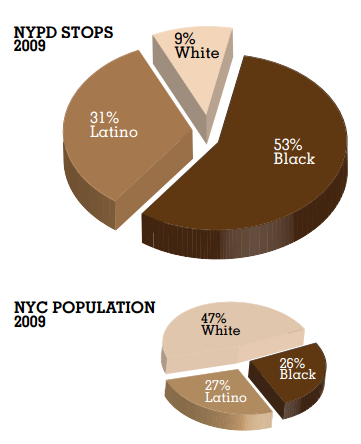 NYPD STOPS
2009
9%
White
31%
Latino
53%
Black
NYC POPULATION
2009
47%
White
26%
Black
27%
Latino